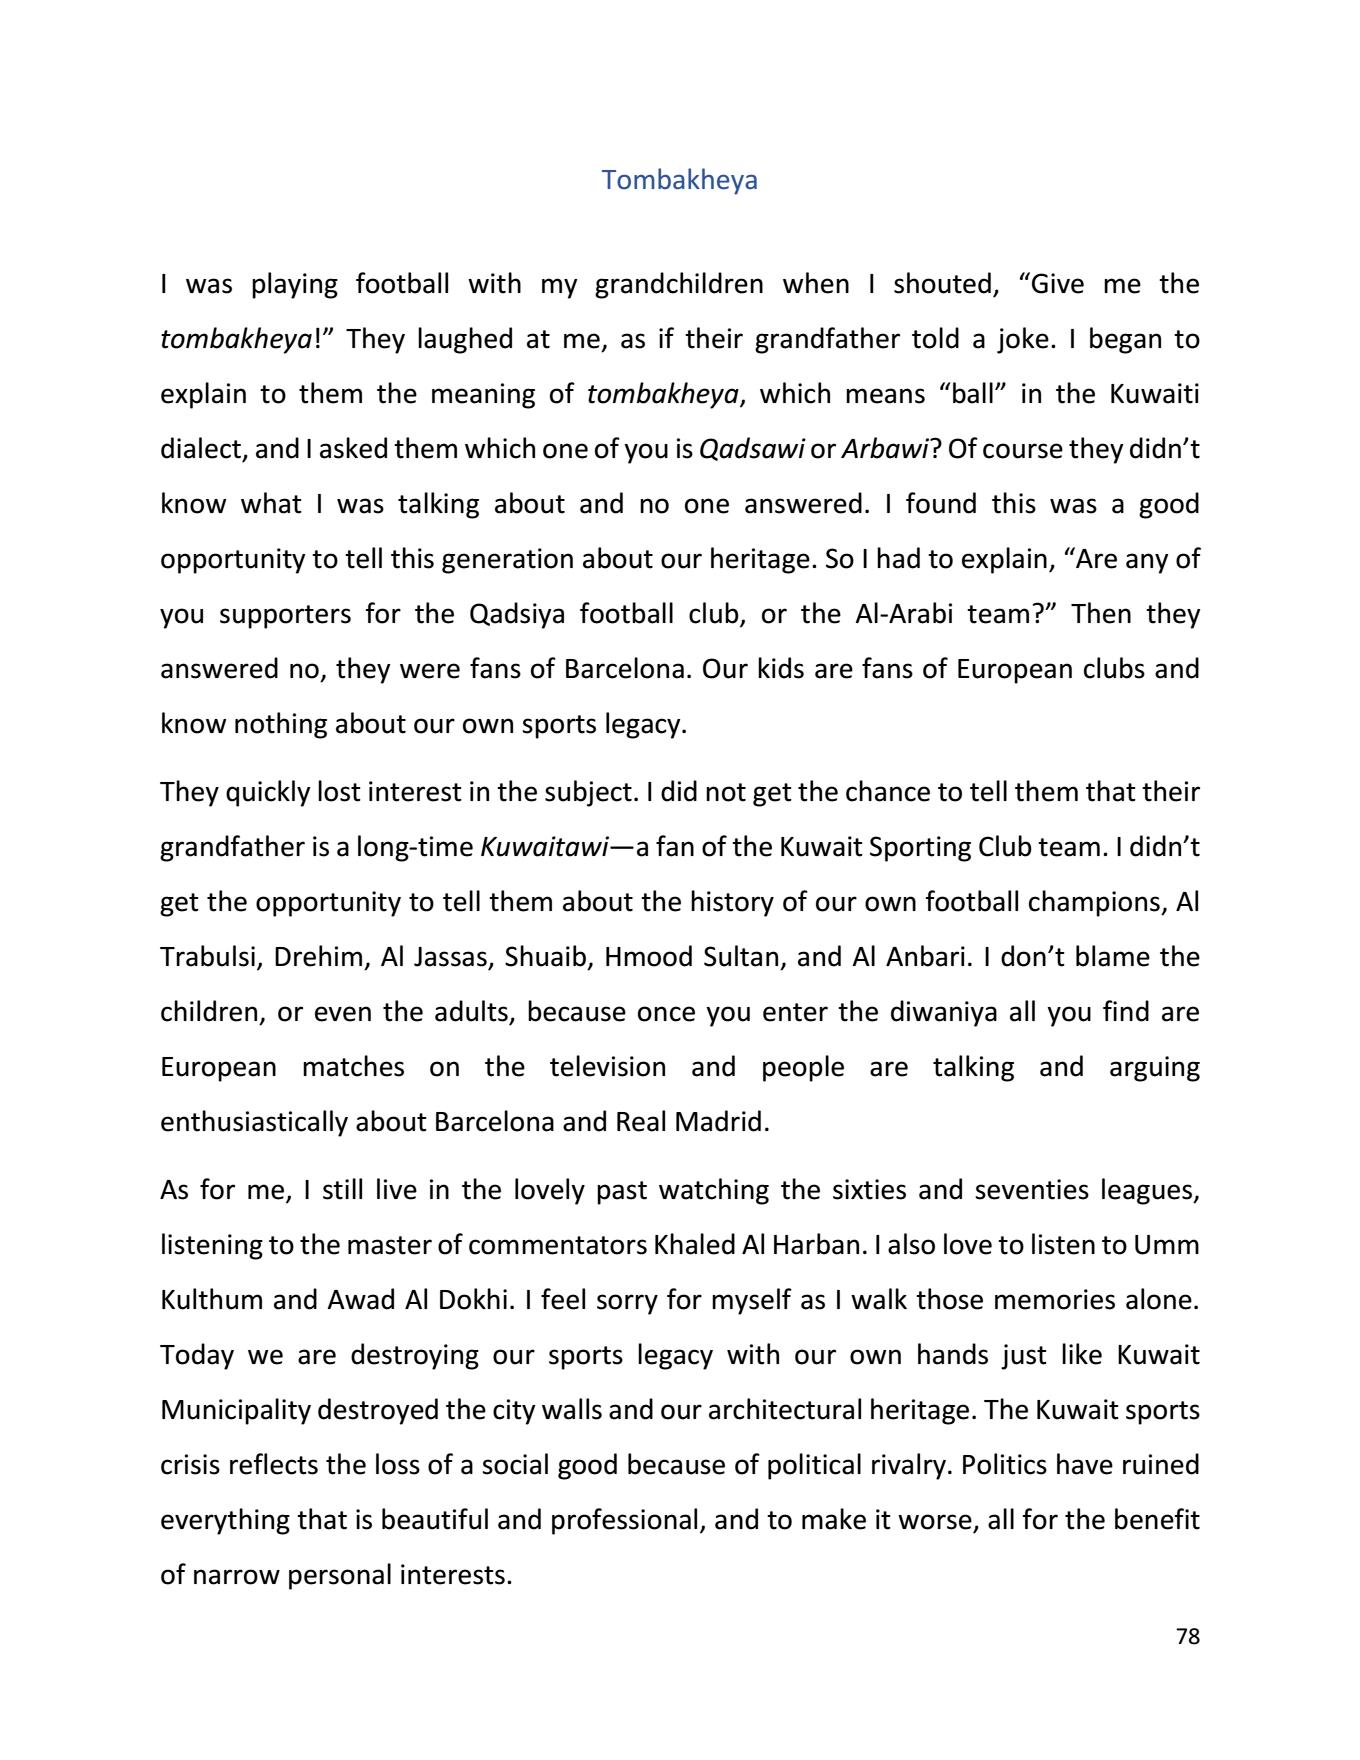 Tombakheya
I was playing football with my grandchildren when I shouted, “Give me the
tombakheya!” They laughed at me, as if their grandfather told a joke. I began to
explain to them the meaning of tombakheya, which means “ball” in the Kuwaiti
dialect, and I asked them which one of you is Qadsawi or Arbawi? Of course they didn’t
know what I was talking about and no one answered. I found this was a good
opportunity to tell this generation about our heritage. So I had to explain, “Are any of
you supporters for the Qadsiya football club, or the Al-Arabi team?” Then they
answered no, they were fans of Barcelona. Our kids are fans of European clubs and
know nothing about our own sports legacy.
They quickly lost interest in the subject. I did not get the chance to tell them that their
grandfather is a long-time Kuwaitawi—a fan of the Kuwait Sporting Club team. I didn’t
get the opportunity to tell them about the history of our own football champions, Al
Trabulsi, Drehim, Al Jassas, Shuaib, Hmood Sultan, and Al Anbari. I don’t blame the
children, or even the adults, because once you enter the diwaniya all you find are
European matches on the television and people are talking and arguing
enthusiastically about Barcelona and Real Madrid.
As for me, I still live in the lovely past watching the sixties and seventies leagues,
listening to the master of commentators Khaled Al Harban. I also love to listen to Umm
Kulthum and Awad Al Dokhi. I feel sorry for myself as I walk those memories alone.
Today we are destroying our sports legacy with our own hands just like Kuwait
Municipality destroyed the city walls and our architectural heritage. The Kuwait sports
crisis reflects the loss of a social good because of political rivalry. Politics have ruined
everything that is beautiful and professional, and to make it worse, all for the benefit
of narrow personal interests.
78